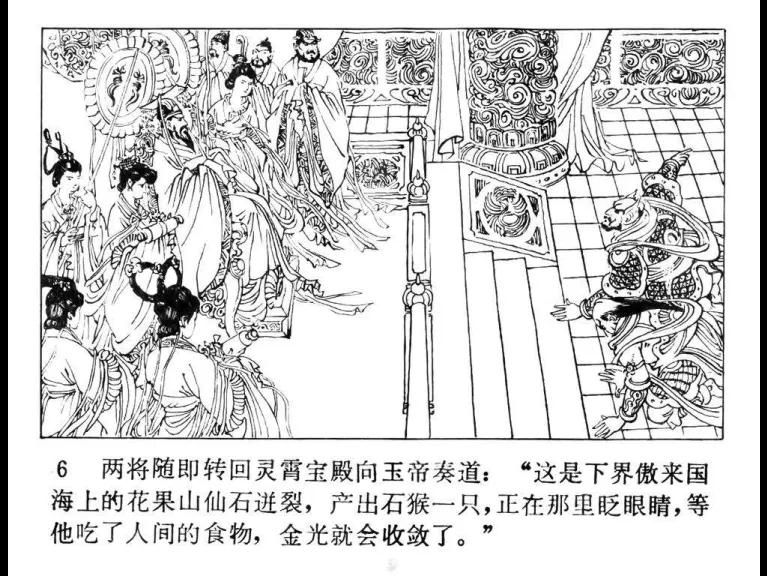 6 两将随即转回灵霄宝殿向玉帝奏道：“这是下界傲来国
海上的花果山仙石迸裂，产出石猴一只，正在那里眨眼睛，等
他吃了人间的食物，金光就会收敛了。”